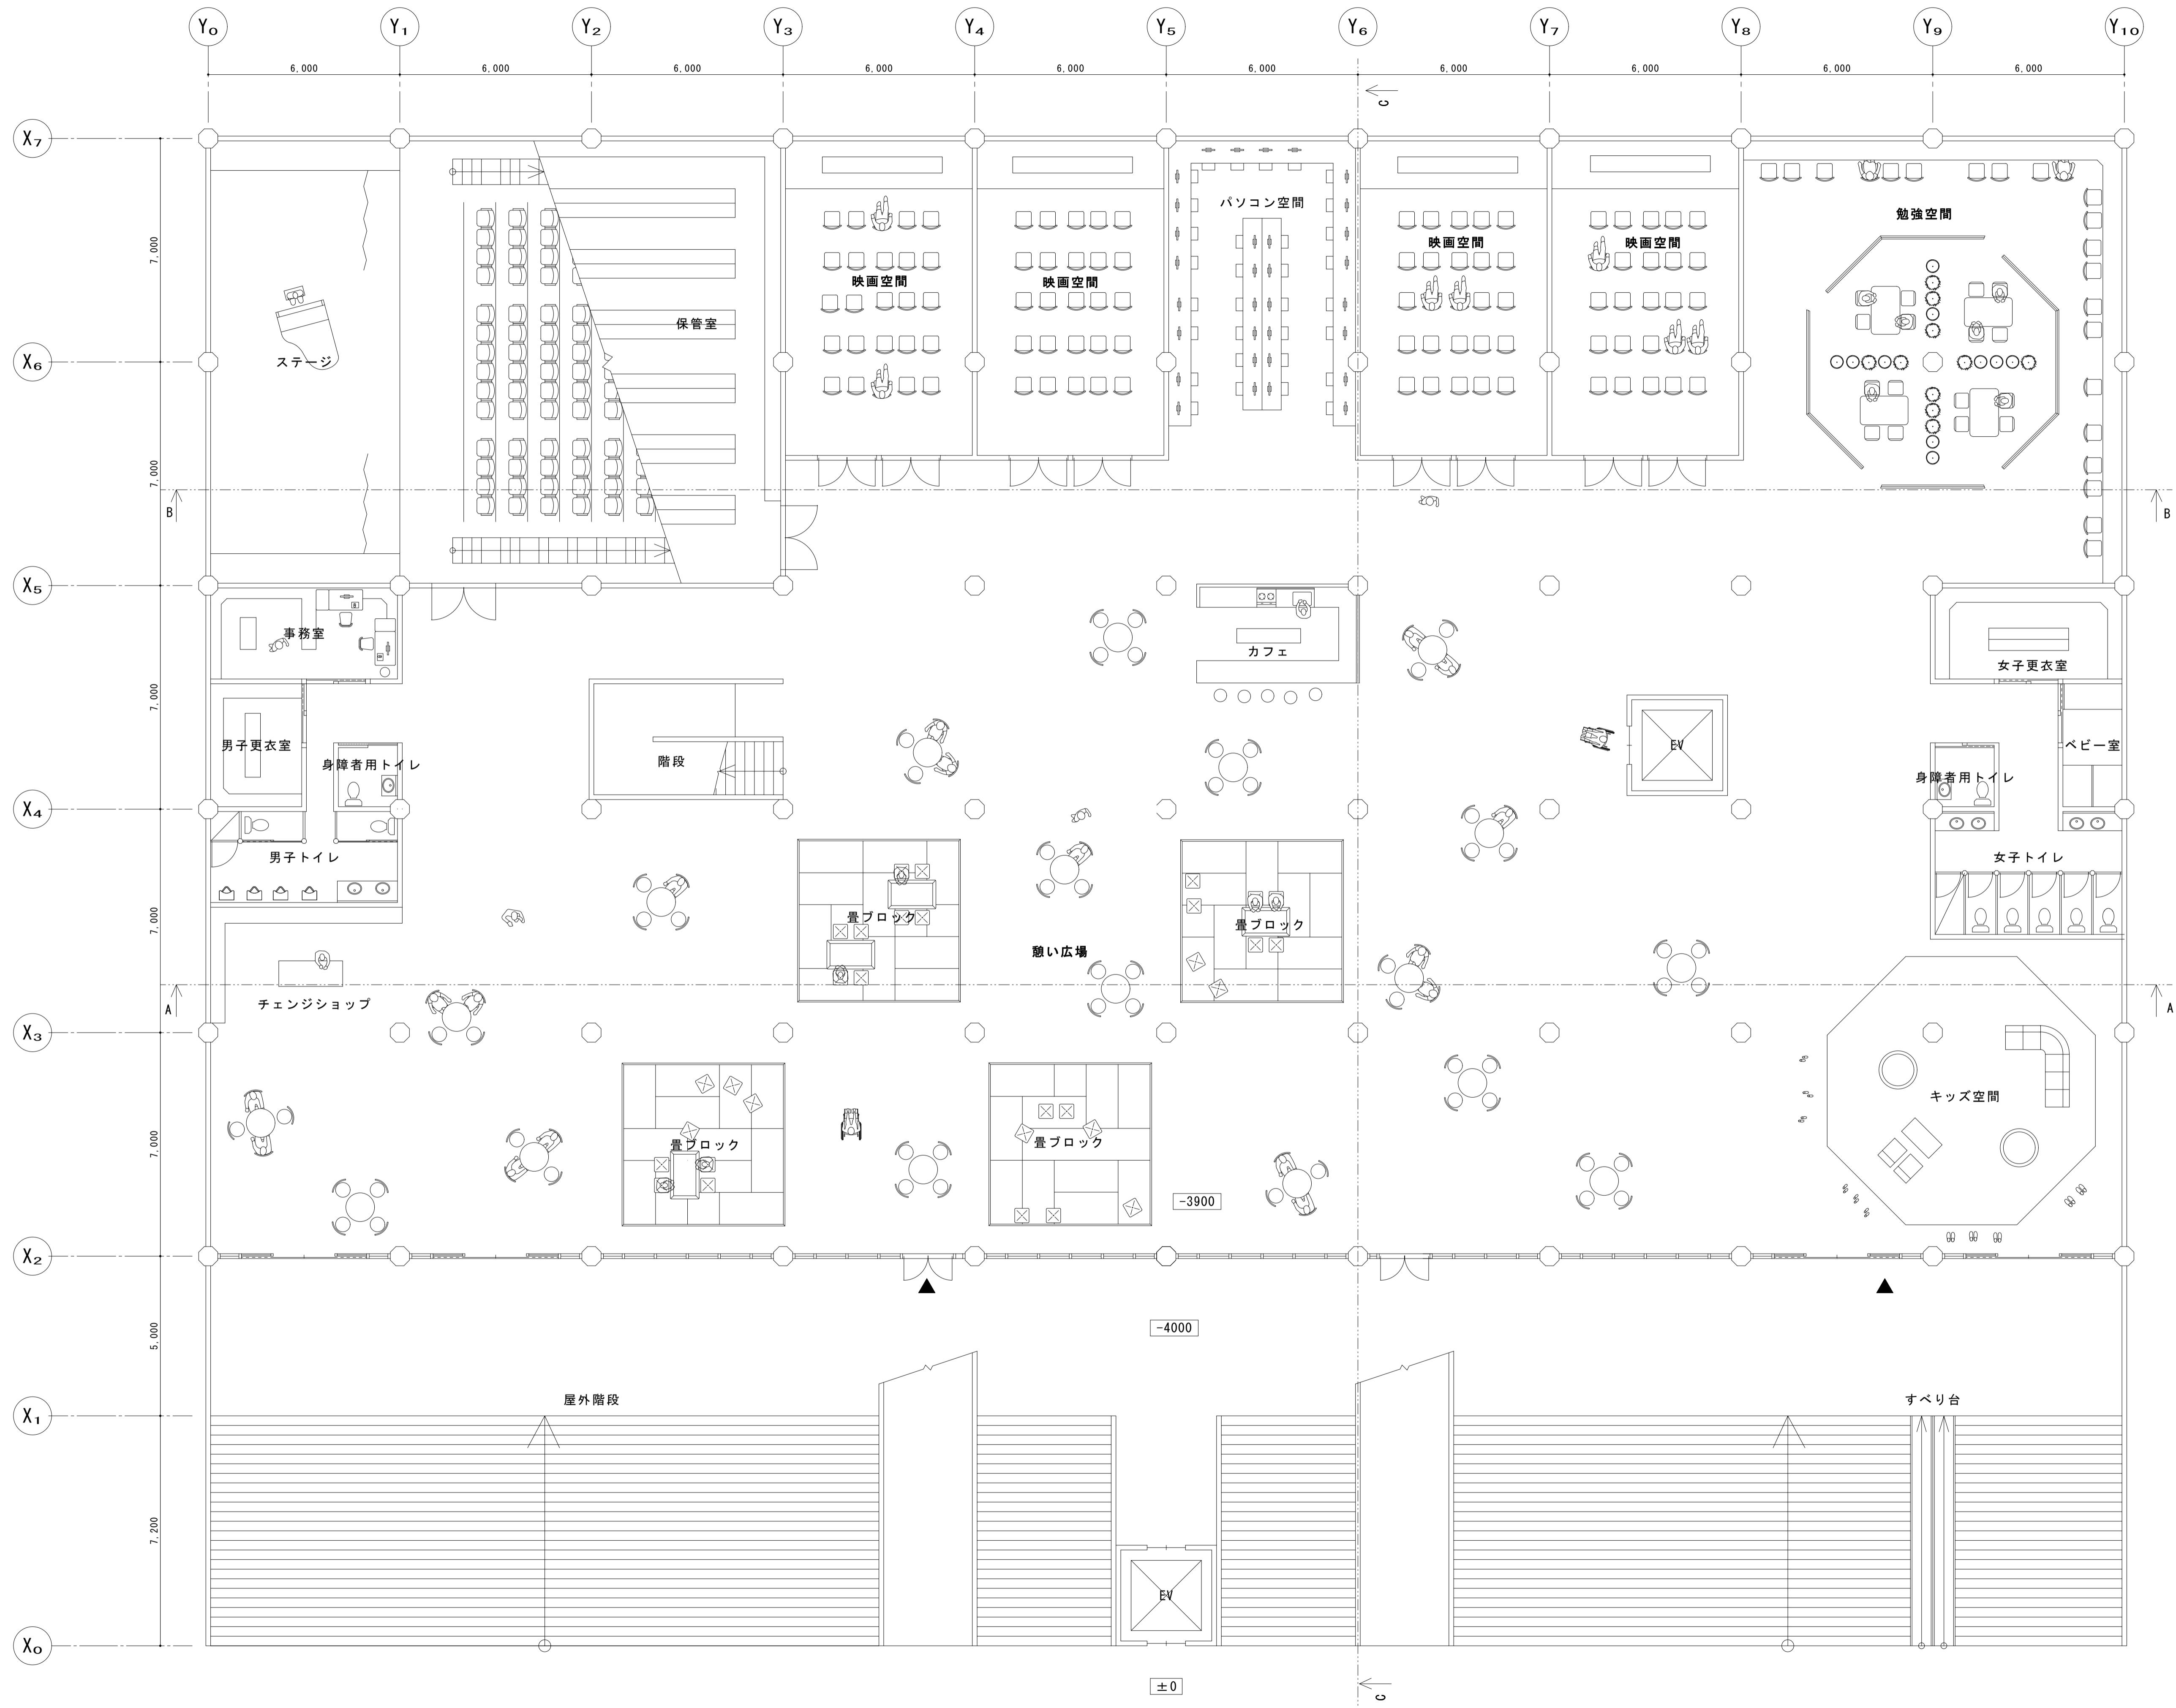 Y₀ Y₁ Y₂ Y₃ Y₄ Y₅ Y₆ Y₇ Y₈ Y₉ Y₁₀
6,000 6,000 6,000 6,000 6,000 6,000 6,000 6,000 6,000 6,000
C
X₇
パソコン空間
勉強空間
7,000
映画空間 映画空間
映画空間 映画空間
保管室
ステージ
X₆
7,000
B B
X₅
事務室
カフェ
女子更衣室
7,000
男子更衣室
階段
EV
ベビー室
身障者用トイレ
身障者用トイレ
X₄
男子トイレ
女子トイレ
7,000
畳ブロック
畳ブロック
憩い広場
チェンジショップ
A A
X₃
キッズ空間
7,000
畳ブロック
畳ブロック
-3900
X₂
-4000
5,000
屋外階段
すべり台
X₁
7,200
EV
X₀
±0
C